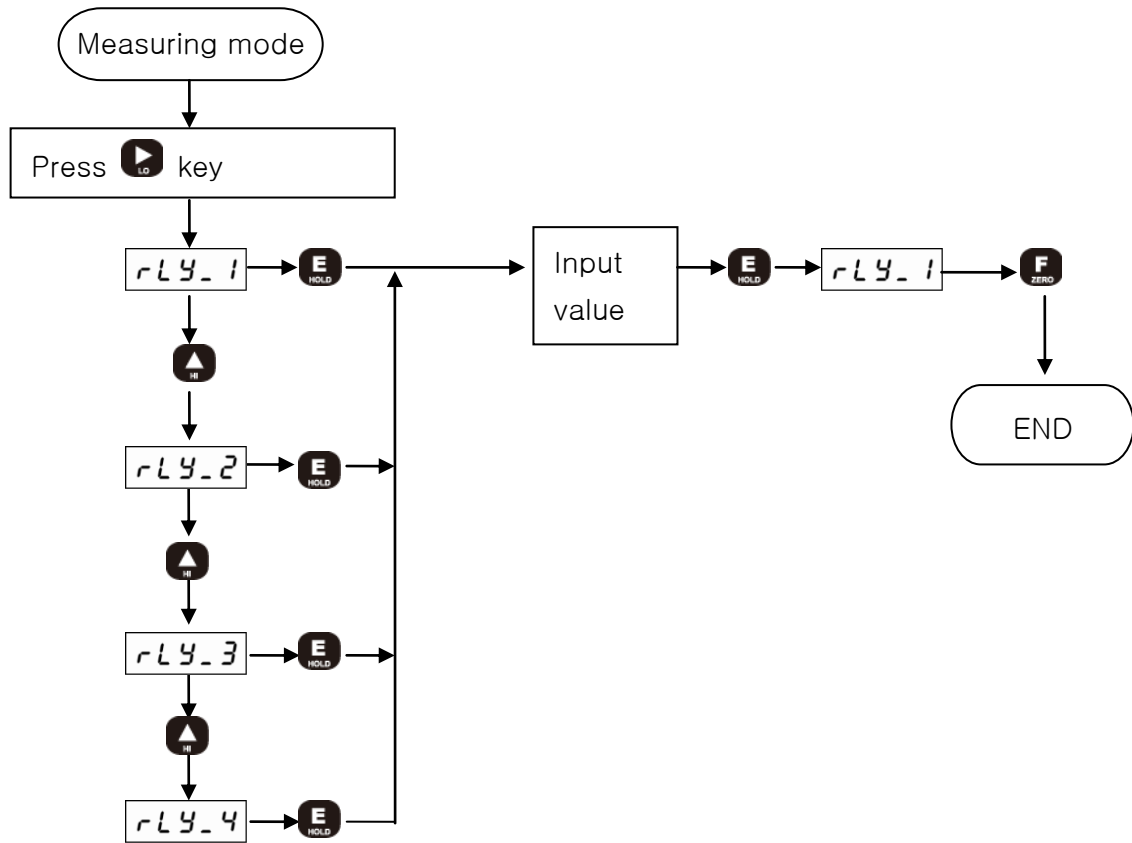 Measuring mode
Press LO key
rLY_1
E
HOLD
Input
value
E
HOLD
rLY_1
F
ZERO
HI
END
rLY_2
E
HOLD
HI
rLY_3
E
HOLD
HI
rLY_4
E
HOLD